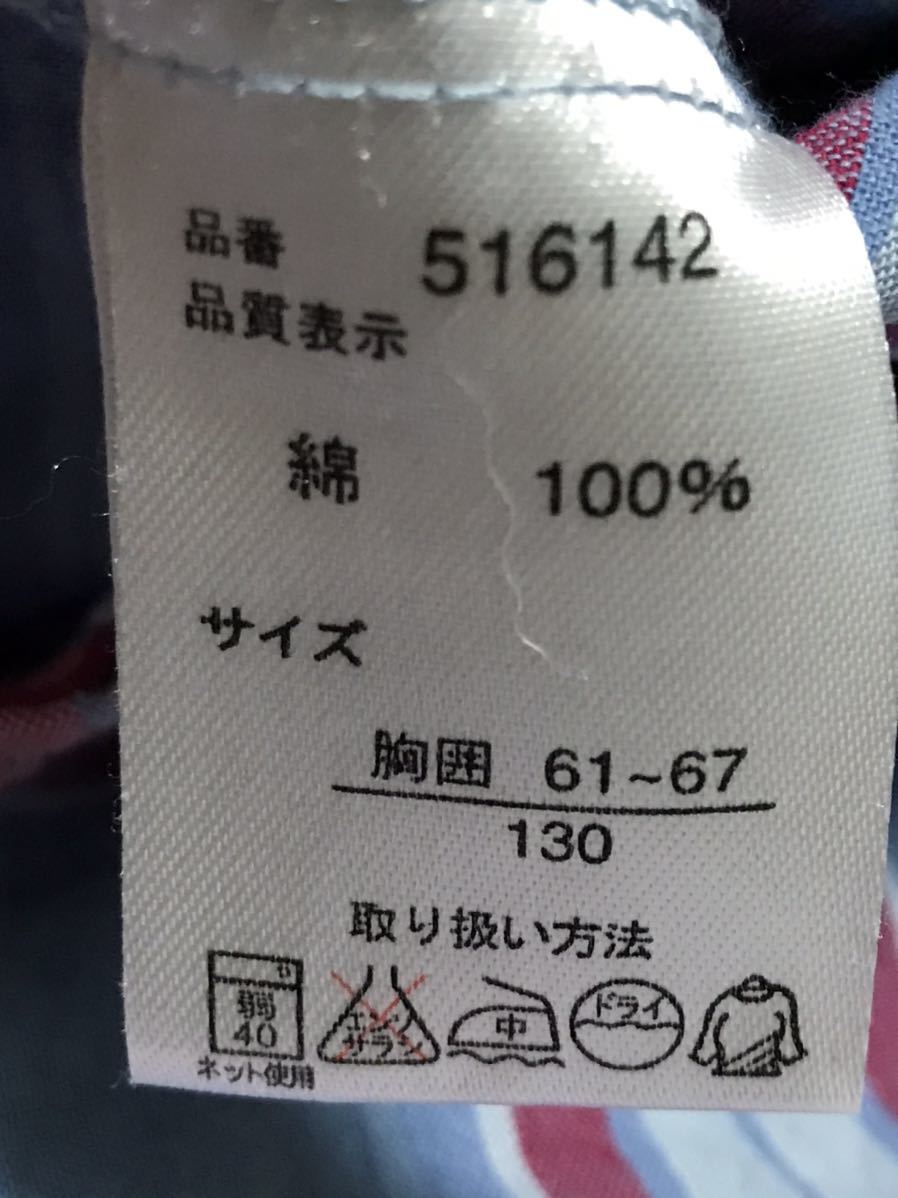 品番 516142
品質表示
綿 100%
サイズ
胸囲 61~67
130
取り扱い方法
弱
40
ネット使用
エンソ
サラシ
中
ドライ